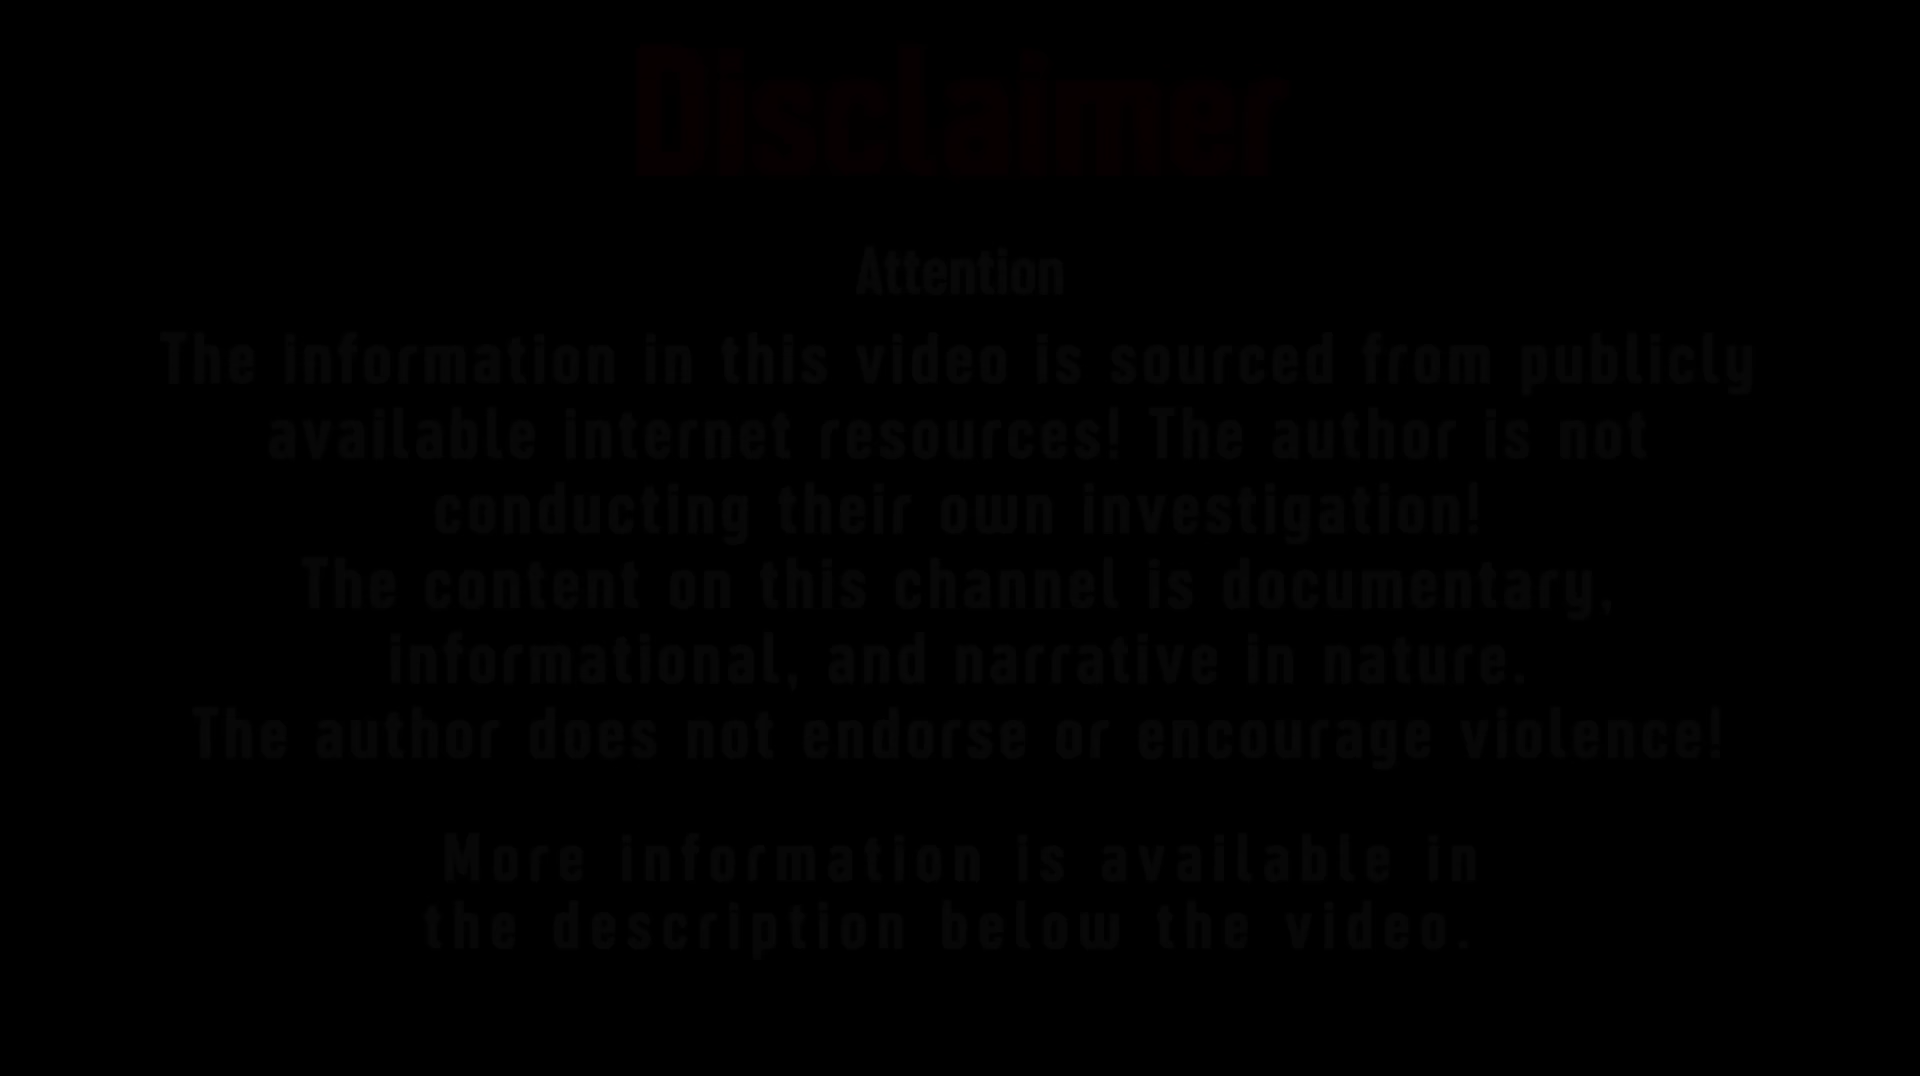 Disclaimer
Attention
The information in this video is sourced from publicly
available internet resources! The author is not
conducting their own investigation!
The content on this channel is documentary,
informational, and narrative in nature.
The author does not endorse or encourage violence!
More information is available in
the description below the video.